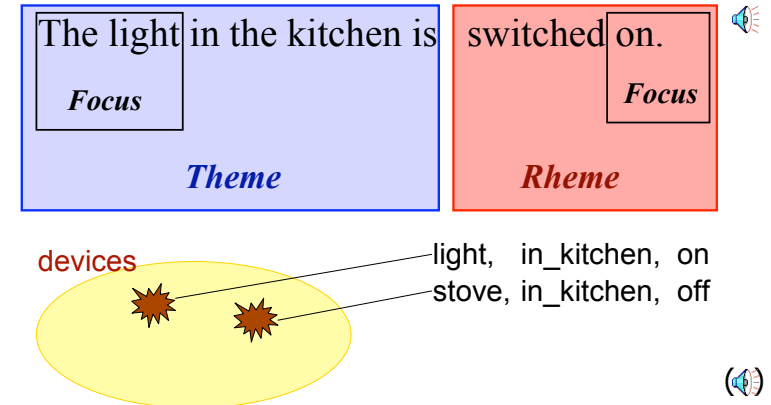 The light in the kitchen is switched on.
Focus Focus
Theme Rheme
devices light, in_kitchen, on
stove, in_kitchen, off
( )